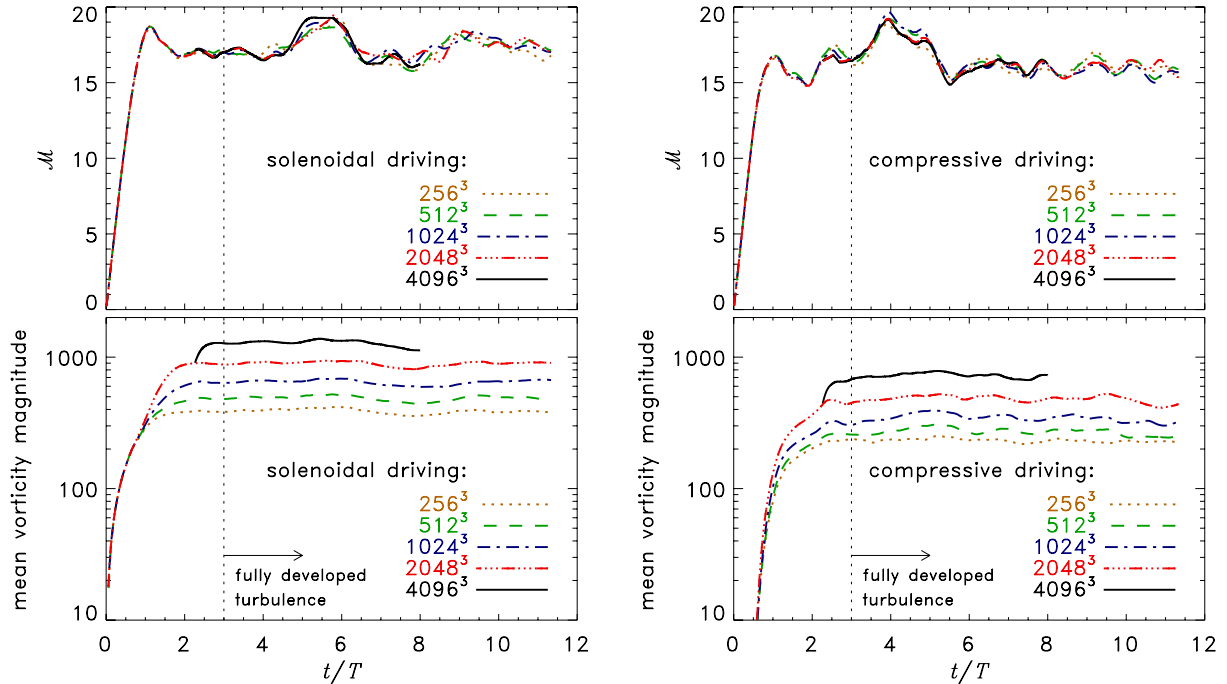 20
15
10
5
0
ℳ
solenoidal driving:
256³
512³
1024³
2048³
4096³
20
15
10
5
0
ℳ
compressive driving:
256³
512³
1024³
2048³
4096³
1000
100
10
mean vorticity magnitude
solenoidal driving:
256³
512³
1024³
2048³
4096³
fully developed
turbulence
0 2 4 6 8 10 12
t/T
1000
100
10
mean vorticity magnitude
compressive driving:
256³
512³
1024³
2048³
4096³
fully developed
turbulence
0 2 4 6 8 10 12
t/T